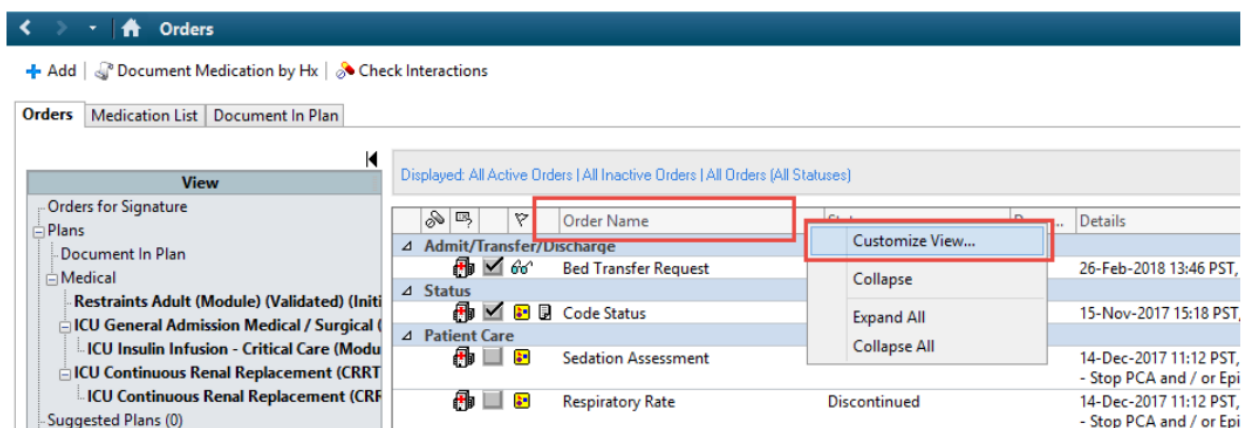 Orders
Add | Document Medication by Hx | Check Interactions
Orders Medication List Document In Plan
View
Orders for Signature
Plans
Document In Plan
Medical
Restraints Adult (Module) (Validated) (Initi
ICU General Admission Medical / Surgical (
ICU Insulin Infusion - Critical Care (Modu
ICU Continuous Renal Replacement (CRRT
ICU Continuous Renal Replacement (CRR
Suggested Plans (0)
Displayed: All Active Orders | All Inactive Orders | All Orders (All Statuses)
Order Name Details
Admit/Transfer/Discharge
Bed Transfer Request 26-Feb-2018 13:46 PST,
Status
Code Status 15-Nov-2017 15:18 PST,
Patient Care
Sedation Assessment 14-Dec-2017 11:12 PST,
- Stop PCA and / or Epi
Respiratory Rate Discontinued 14-Dec-2017 11:12 PST,
- Stop PCA and / or Epi
Customize View...
Collapse
Expand All
Collapse All